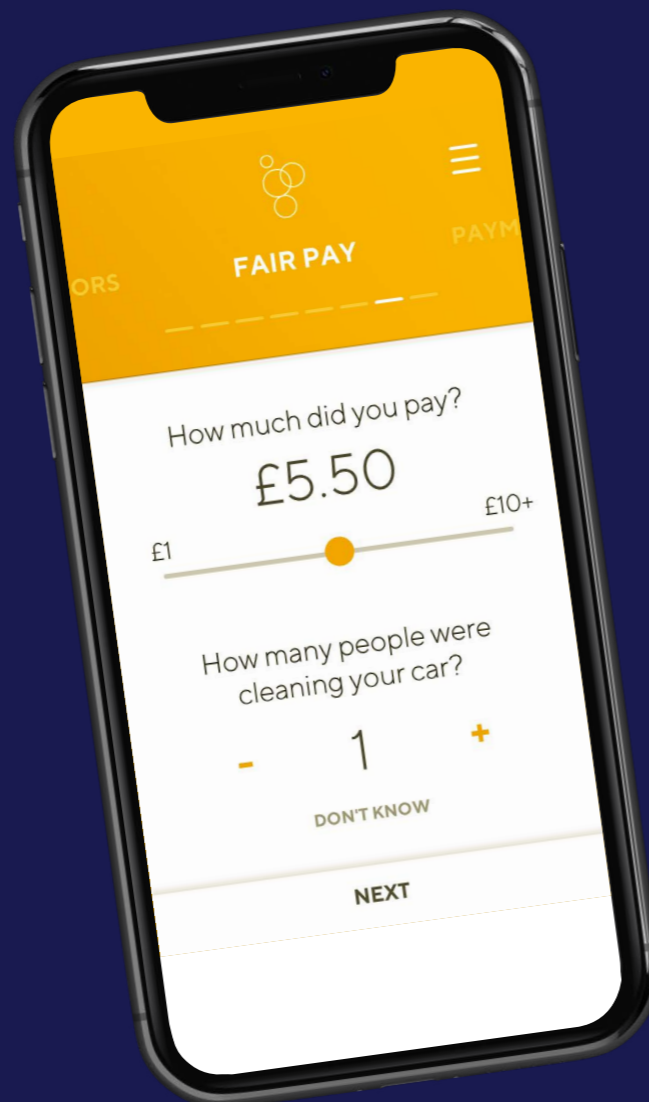 ORS
FAIR PAY
PAYM
How much did you pay?
£5.50
£1
£10+
How many people were
cleaning your car?
- 1 +
DON'T KNOW
NEXT